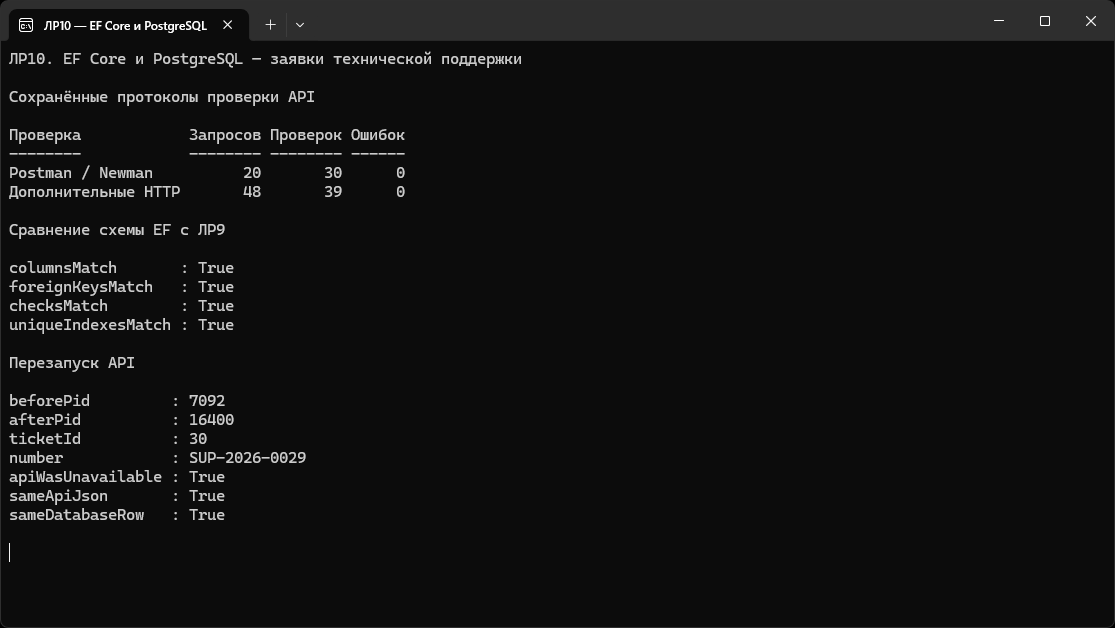 ЛР10 — EF Core и PostgreSQL
ЛР10. EF Core и PostgreSQL — заявки технической поддержки
Сохранённые протоколы проверки API
Проверка Запросов Проверок Ошибок
-------- -------- -------- ------
Postman / Newman 20 30 0
Дополнительные HTTP 48 39 0
Сравнение схемы EF с ЛР9
columnsMatch : True
foreignKeysMatch : True
checksMatch : True
uniqueIndexesMatch : True
Перезапуск API
beforePid : 7092
afterPid : 16400
ticketId : 30
number : SUP-2026-0029
apiWasUnavailable : True
sameApiJson : True
sameDatabaseRow : True